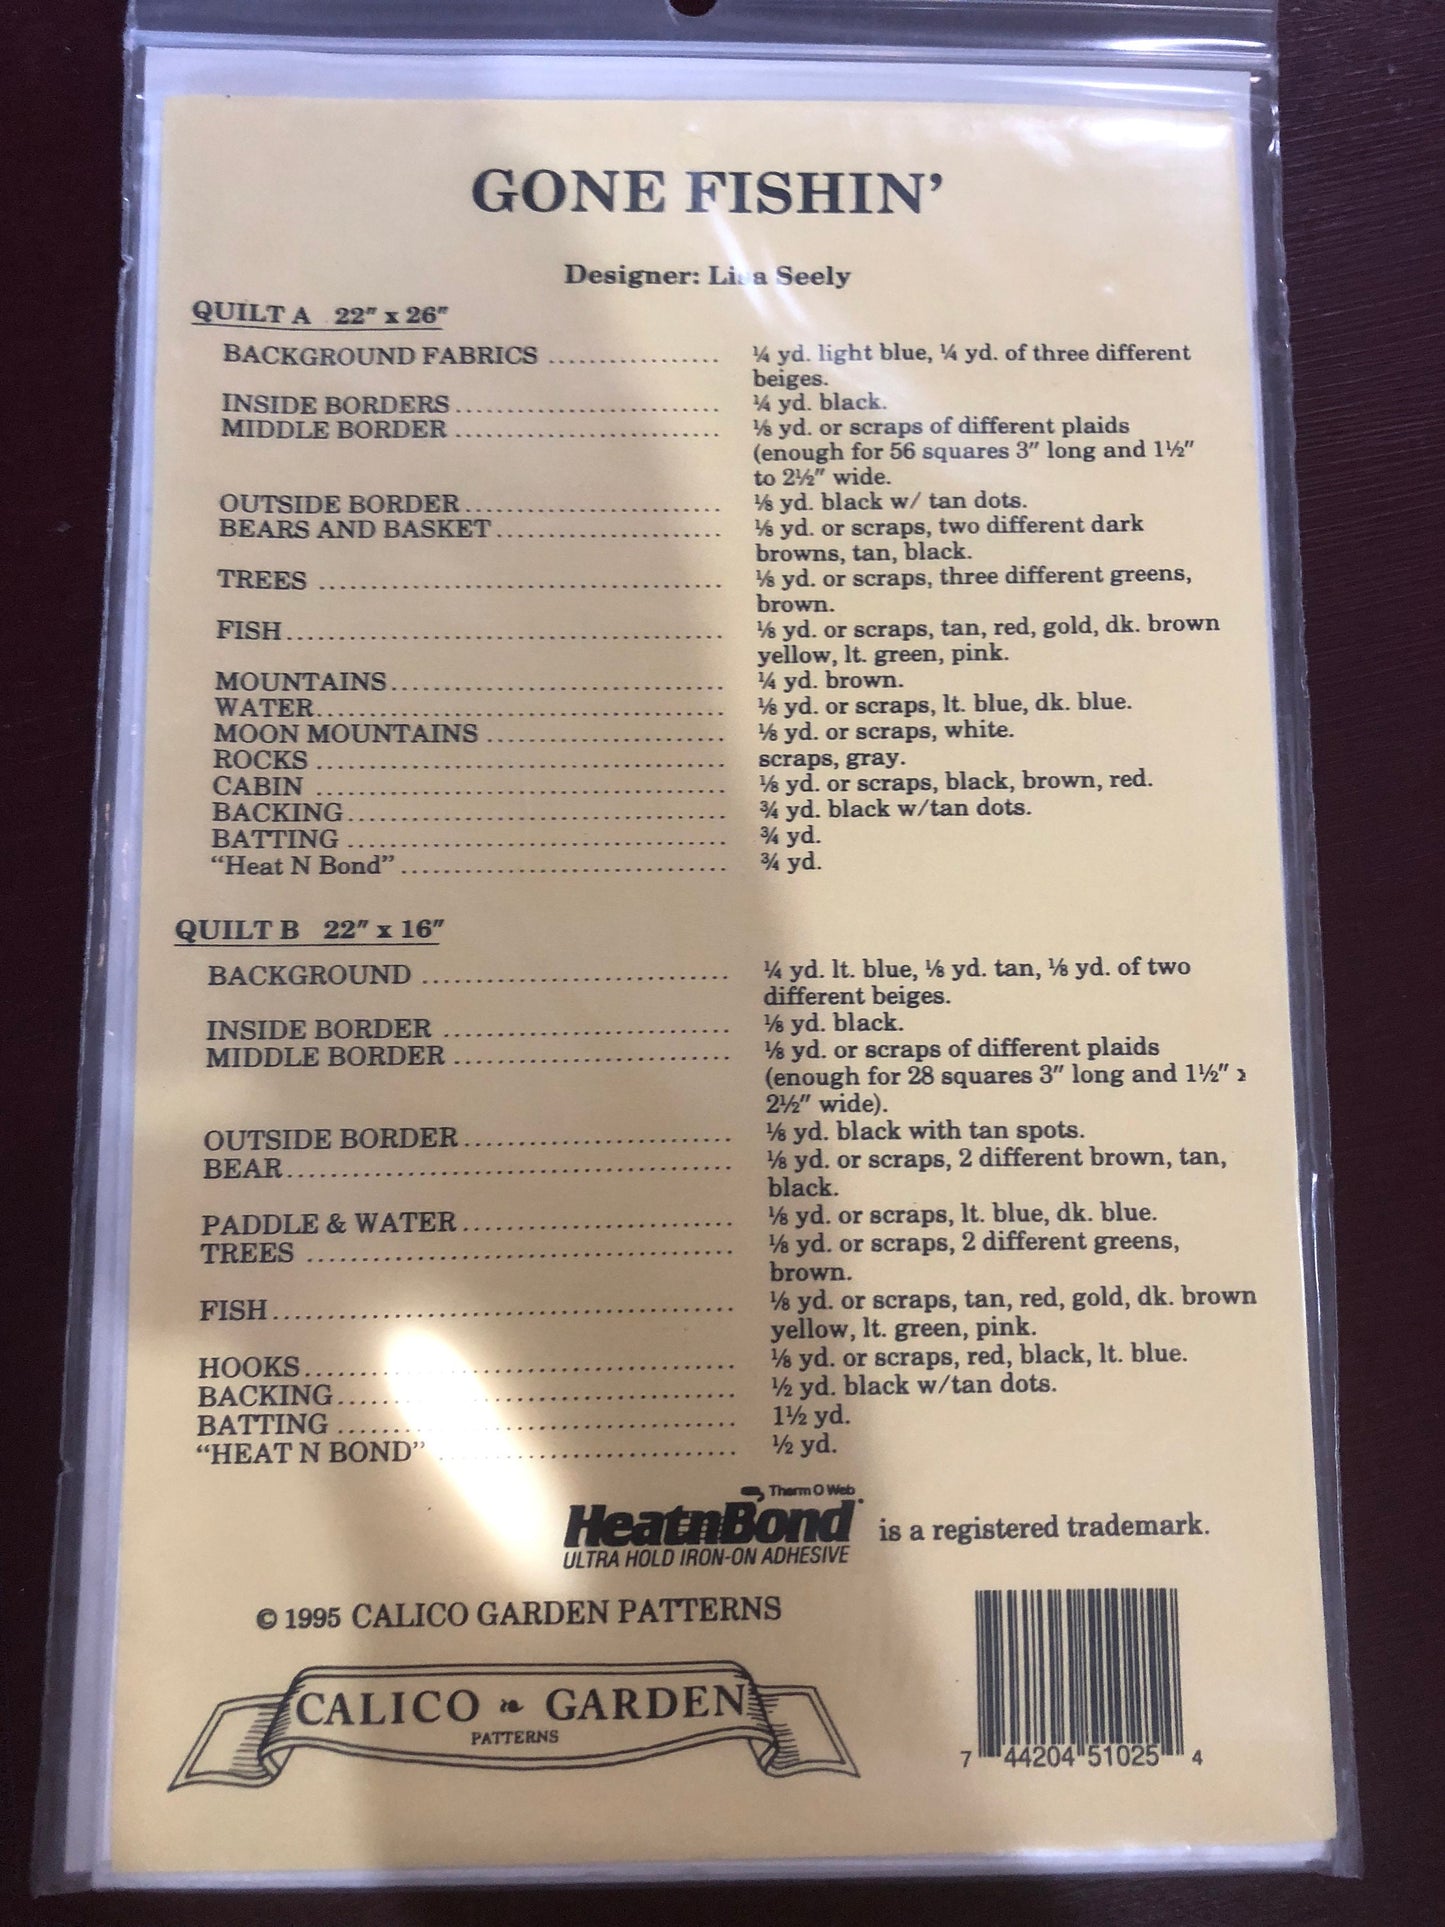 GONE FISHIN'
Designer: Lisa Seely
QUILT A 22" x 26"
BACKGROUND FABRICS ................. ¼ yd. light blue, ¼ yd. of three different
beiges.
INSIDE BORDERS .......................... ¼ yd. black.
MIDDLE BORDER .......................... ⅛ yd. or scraps of different plaids
(enough for 56 squares 3" long and 1½"
to 2½" wide.
OUTSIDE BORDER ......................... ⅛ yd. black w/ tan dots.
BEARS AND BASKET ...................... ⅛ yd. or scraps, two different dark
browns, tan, black.
TREES ........................................ ⅛ yd. or scraps, three different greens,
brown.
FISH ........................................... ⅛ yd. or scraps, tan, red, gold, dk. brown
yellow, lt. green, pink.
MOUNTAINS ................................. ¼ yd. brown.
WATER ........................................ ⅛ yd. or scraps, lt. blue, dk. blue.
MOON MOUNTAINS ....................... ⅛ yd. or scraps, white.
ROCKS ........................................ scraps, gray.
CABIN ........................................ ⅛ yd. or scraps, black, brown, red.
BACKING ..................................... ¾ yd. black w/tan dots.
BATTING ..................................... ¾ yd.
"Heat N Bond" ................................ ¾ yd.
QUILT B 22" x 16"
BACKGROUND .............................. ¼ yd. lt. blue, ⅛ yd. tan, ⅛ yd. of two
different beiges.
INSIDE BORDER ............................ ⅛ yd. black.
MIDDLE BORDER ........................... ⅛ yd. or scraps of different plaids
(enough for 28 squares 3" long and 1½" x
2½" wide).
OUTSIDE BORDER .......................... ⅛ yd. black with tan spots.
BEAR ........................................... ⅛ yd. or scraps, 2 different brown, tan,
black.
PADDLE & WATER .......................... ⅛ yd. or scraps, lt. blue, dk. blue.
TREES ......................................... ⅛ yd. or scraps, 2 different greens,
brown.
FISH ............................................ ⅛ yd. or scraps, tan, red, gold, dk. brown
yellow, lt. green, pink.
HOOKS ......................................... ⅛ yd. or scraps, red, black, lt. blue.
BACKING ...................................... ½ yd. black w/tan dots.
BATTING ...................................... 1½ yd.
"HEAT N BOND" ............................. ½ yd.
Therm O Web
HeatnBond is a registered trademark.
ULTRA HOLD IRON-ON ADHESIVE
© 1995 CALICO GARDEN PATTERNS
CALICO GARDEN
PATTERNS
7 44204 51025 4